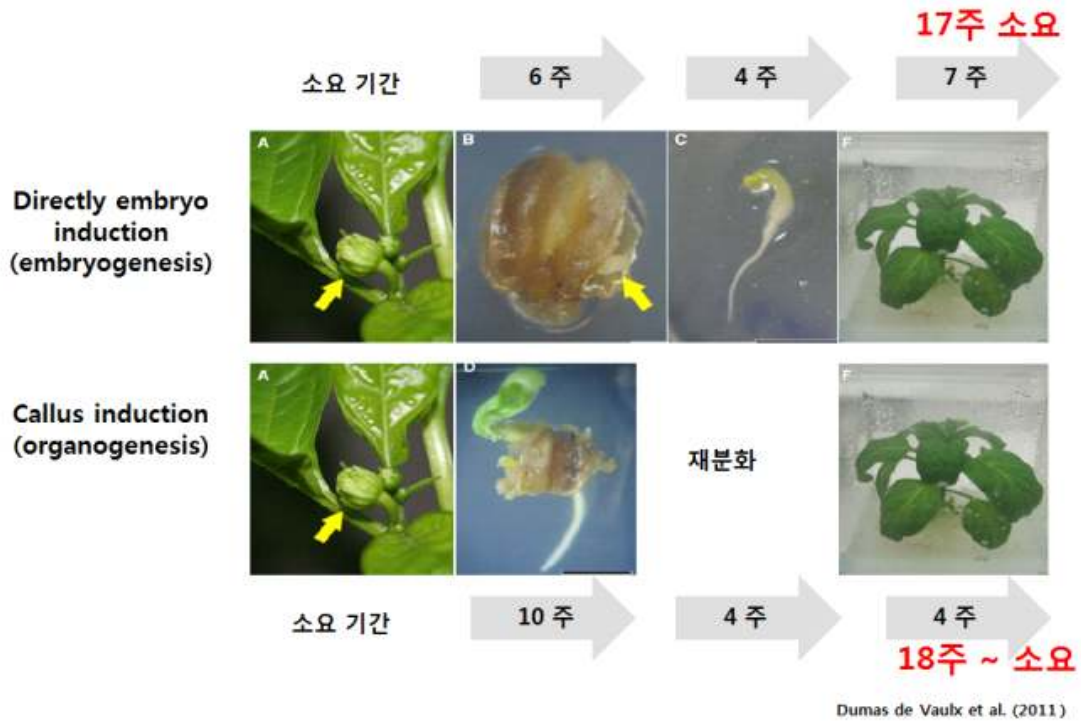 17주 소요
소요 기간
6 주
4 주
7 주
A
B
C
F
Directly embryo
induction
(embryogenesis)
A
D
F
Callus induction
(organogenesis)
재분화
소요 기간
10 주
4 주
4 주
18주 ~ 소요
Dumas de Vaulx et al. (2011)